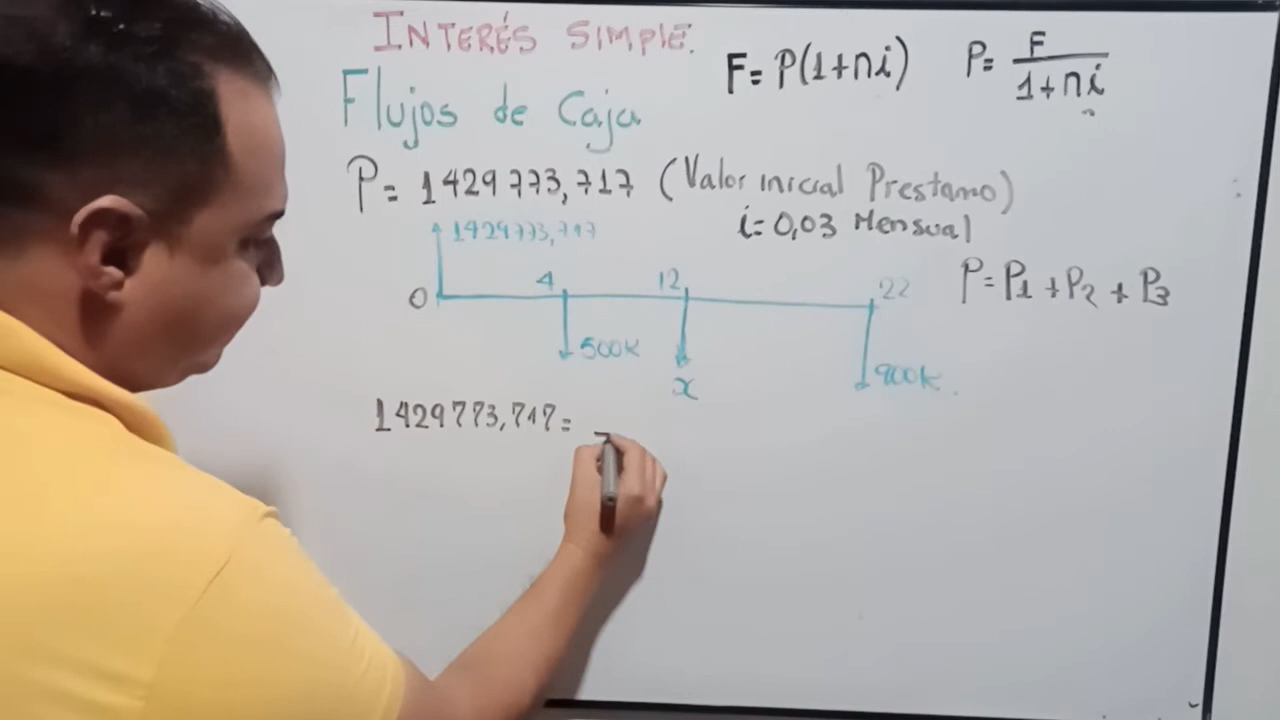 INTERÉS SIMPLE.
F= P(1+ni) P= F
1+ni
Flujos de Caja
P= 1429773,717 (Valor inicial Prestamo)
i= 0,03 Mensual
1429773,717
0 4 12 22
P= P1 + P2 + P3
500K
x
900K.
1429773,717=